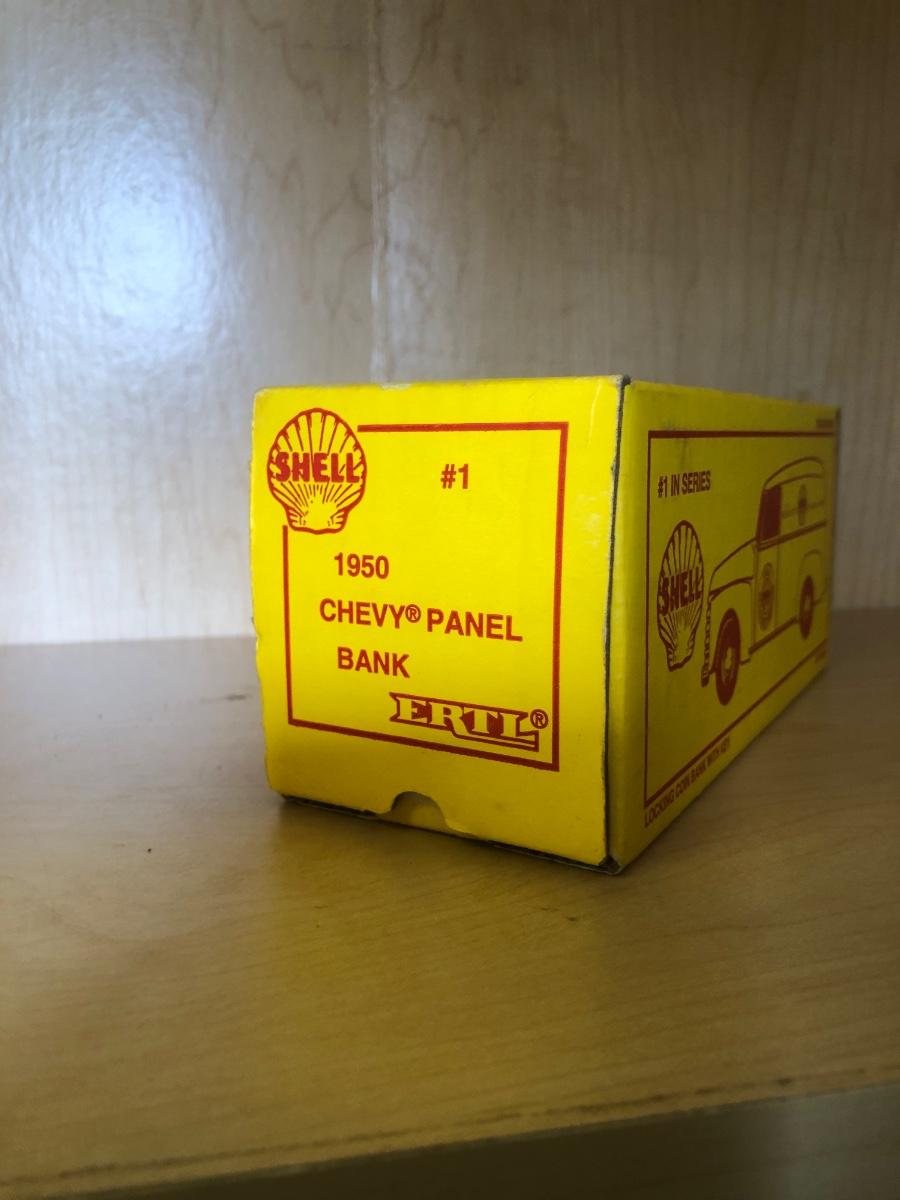 SHELL
#1
1950
CHEVY® PANEL
BANK
ERTL®
#1 IN SERIES
SHELL
LOCKING COIN BANK WITH KEY